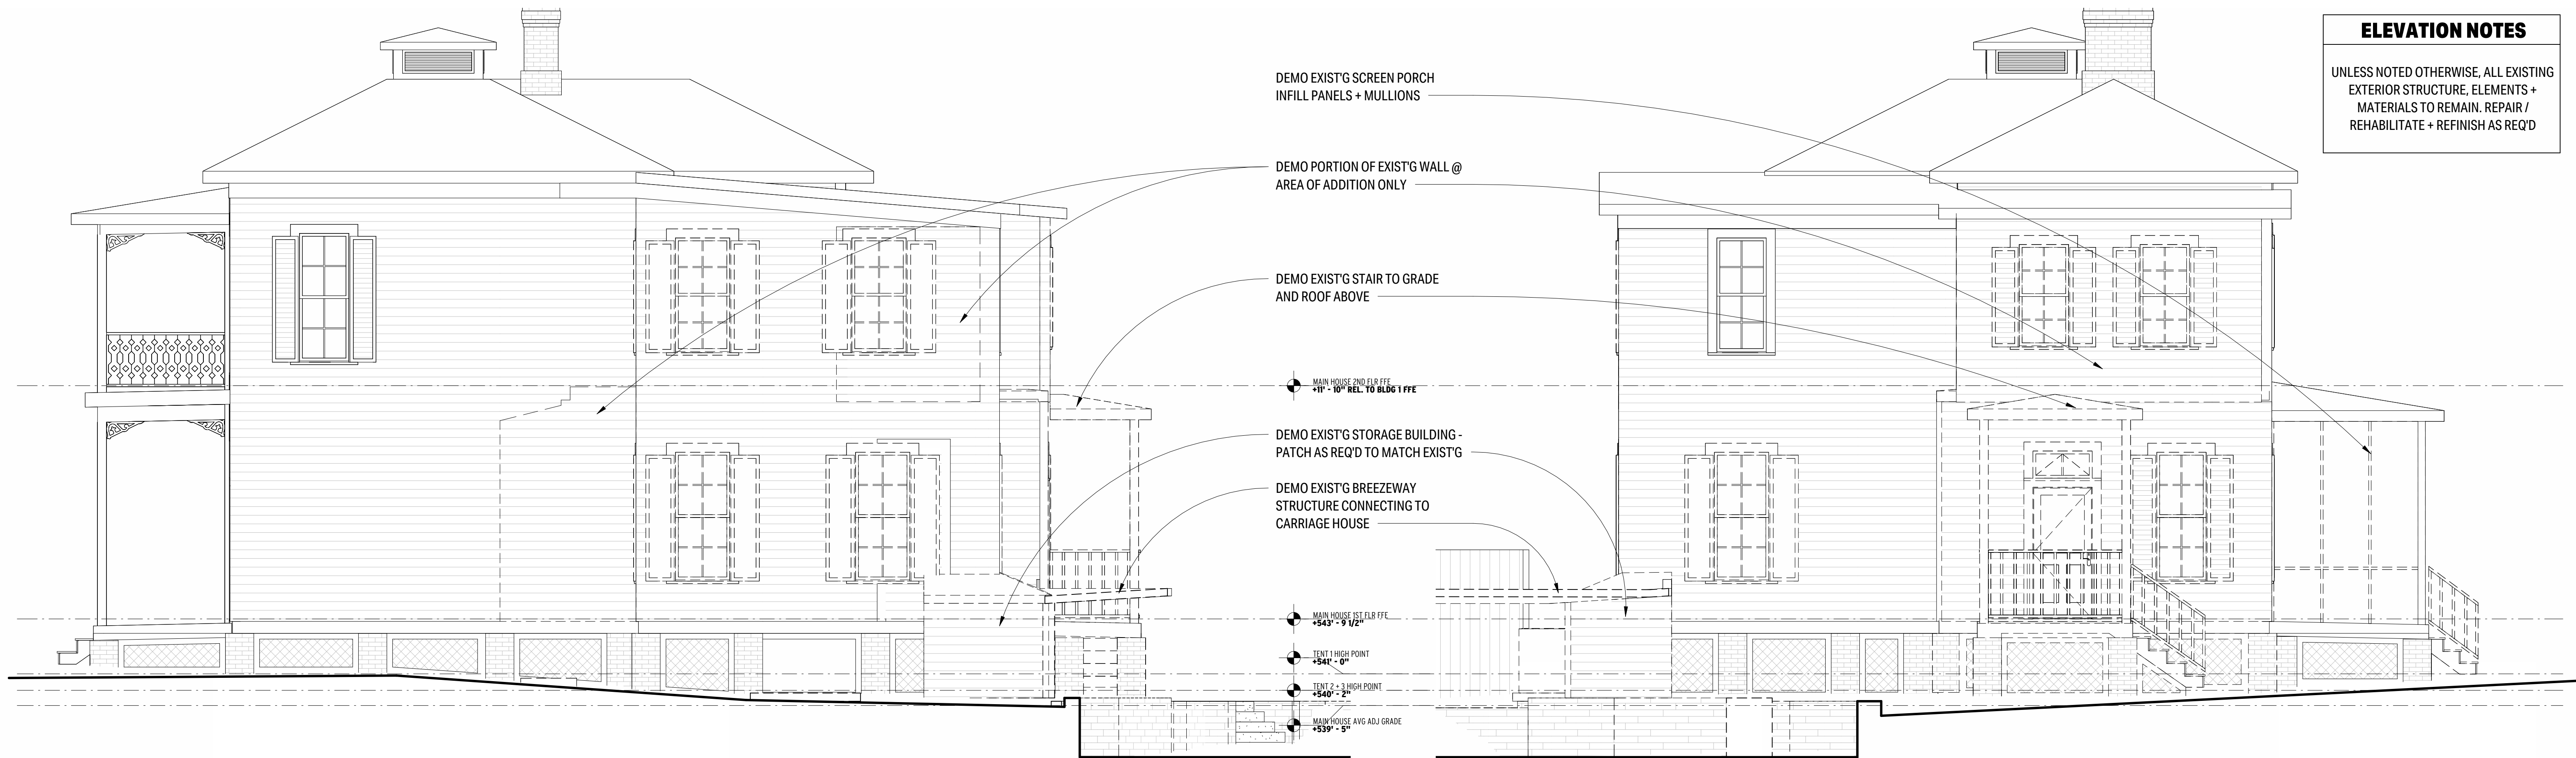 DEMO EXIST'G SCREEN PORCH
INFILL PANELS + MULLIONS
DEMO PORTION OF EXIST'G WALL @
AREA OF ADDITION ONLY
DEMO EXIST'G STAIR TO GRADE
AND ROOF ABOVE
MAIN HOUSE 2ND FLR FFE
+11' - 10" REL. TO BLDG 1 FFE
DEMO EXIST'G STORAGE BUILDING -
PATCH AS REQ'D TO MATCH EXIST'G
DEMO EXIST'G BREEZEWAY
STRUCTURE CONNECTING TO
CARRIAGE HOUSE
MAIN HOUSE 1ST FLR FFE
+543' - 9 1/2"
TENT 1 HIGH POINT
+541' - 0"
TENT 2 + 3 HIGH POINT
+540' - 2"
MAIN HOUSE AVG ADJ GRADE
+539' - 5"
ELEVATION NOTES
UNLESS NOTED OTHERWISE, ALL EXISTING
EXTERIOR STRUCTURE, ELEMENTS +
MATERIALS TO REMAIN. REPAIR /
REHABILITATE + REFINISH AS REQ'D